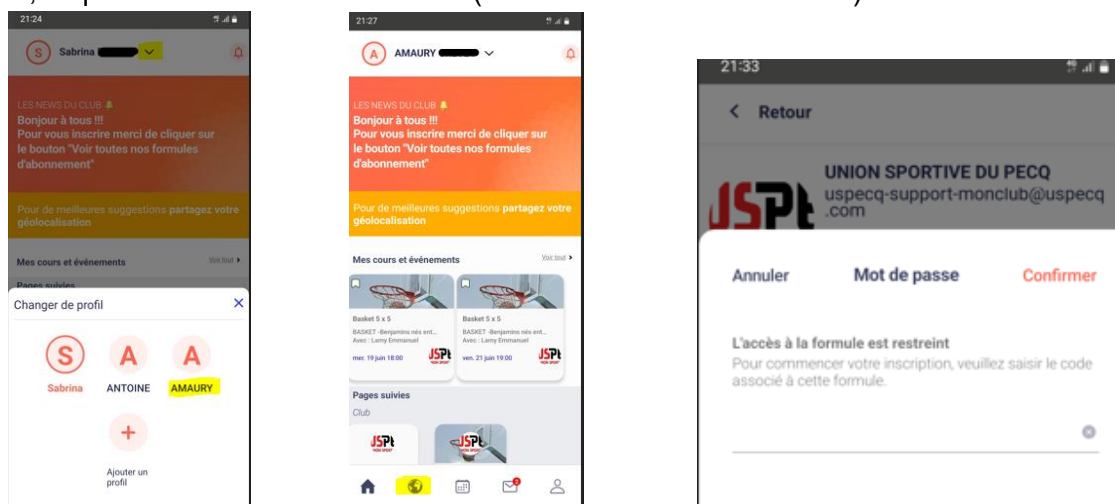 21:24
S Sabrina
LES NEWS DU CLUB
Bonjour à tous !!!
Pour vous inscrire merci de cliquer sur
le bouton "Voir toutes nos formules
d'abonnement"
Pour de meilleures suggestions partagez votre
géolocalisation
Mes cours et événements
Voir tout
Pages suivies
Changer de profil
S A A
Sabrina ANTOINE AMAURY
+
Ajouter un
profil
21:27
A AMAURY
LES NEWS DU CLUB
Bonjour à tous !!!
Pour vous inscrire merci de cliquer sur
le bouton "Voir toutes nos formules
d'abonnement"
Pour de meilleures suggestions partagez votre
géolocalisation
Mes cours et événements
Voir tout
Basket 5 x 5
BASKET -Benjamins nés ent...
Avec : Lamy Emmanuel
mer. 19 juin 18:00
Basket 5 x 5
BASKET -Benjamins nés ent...
Avec : Lamy Emmanuel
ven. 21 juin 19:00
Pages suivies
Club
21:33
Retour
UNION SPORTIVE DU PECQ
uspecq-support-monclub@uspecq
.com
Annuler Mot de passe Confirmer
L'accès à la formule est restreint
Pour commencer votre inscription, veuillez saisir le code
associé à cette formule.